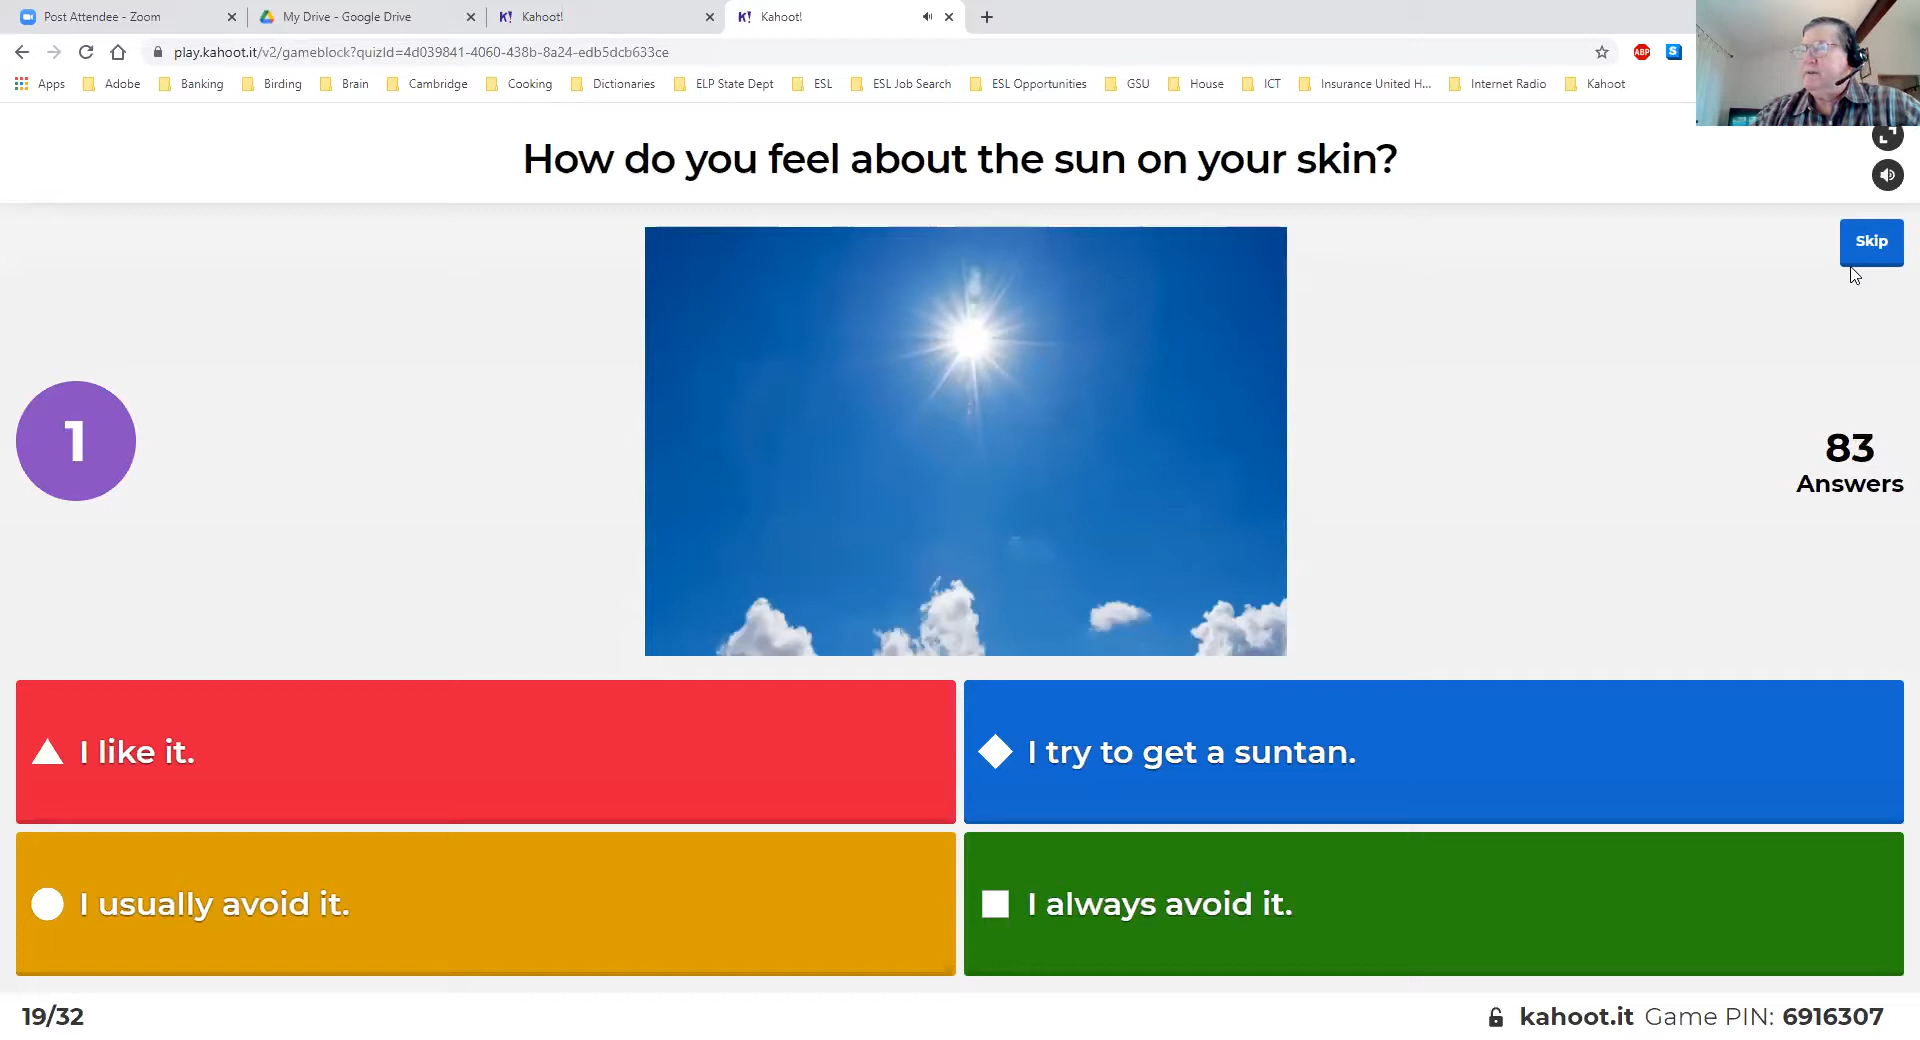 Post Attendee - Zoom
My Drive - Google Drive
K! Kahoot!
K! Kahoot!
play.kahoot.it/v2/gameblock?quizId=4d039841-4060-438b-8a24-edb5dcb633ce
ABP
S
Apps Adobe Banking Birding Brain Cambridge Cooking Dictionaries ELP State Dept ESL ESL Job Search ESL Opportunities GSU House ICT Insurance United H... Internet Radio Kahoot
How do you feel about the sun on your skin?
Skip
1
83
Answers
I like it.
I try to get a suntan.
I usually avoid it.
I always avoid it.
19/32
kahoot.it Game PIN: 6916307